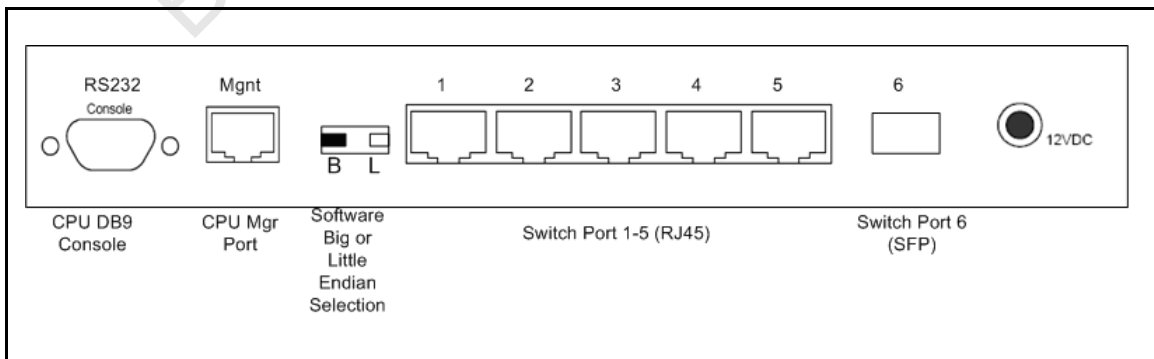 RS232
Mgnt
1
2
3
4
5
6
Console
12VDC
B
L
CPU DB9
Console
CPU Mgr
Port
Software
Big or
Little
Endian
Selection
Switch Port 1-5 (RJ45)
Switch Port 6
(SFP)